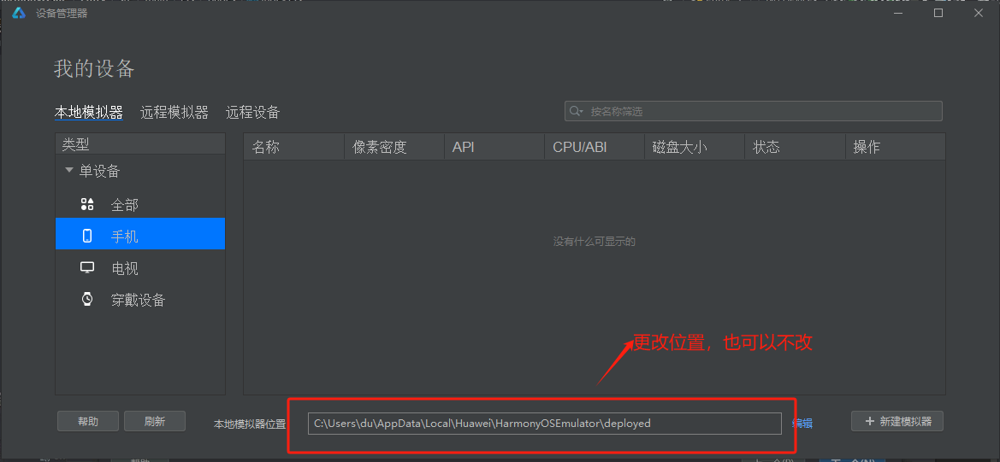 设备管理器
我的设备
本地模拟器 远程模拟器 远程设备
按名称筛选
类型
单设备
全部
手机
电视
穿戴设备
名称 像素密度 API CPU/ABI 磁盘大小 状态 操作
没有什么可显示的
更改位置，也可以不改
帮助 刷新 本地模拟器位置 C:\Users\du\AppData\Local\Huawei\HarmonyOSEmulator\deployed 编辑 + 新建模拟器